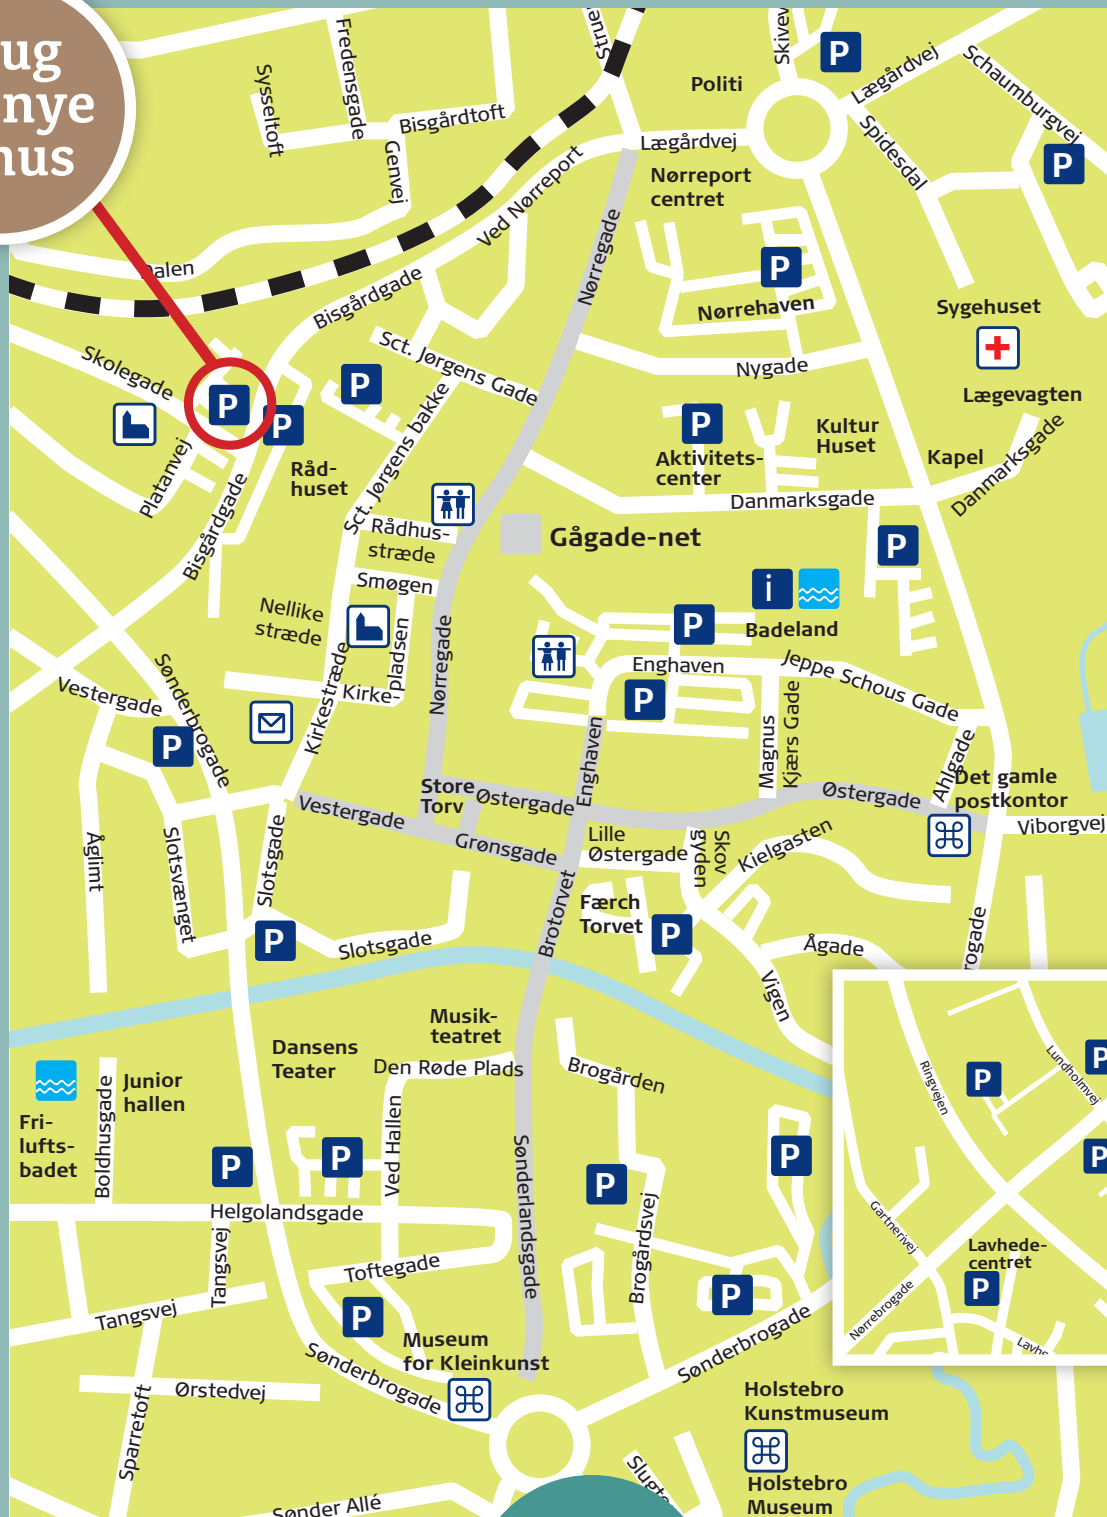 ug
nye
hus
Fredensgade
Sysseltoft
Bisgårdtoft
Genvej
Struer
Skivevej
P
Politi
Lægårdvej
Schaumburgvej
Spidesdal
P
Lægårdvej
Nørreport
centret
Ved Nørreport
Nørregade
P
Dalen
Bisgårdgade
Nørrehaven
Sygehuset
Nygade
Lægevagten
Skolegade
Sct. Jørgens Gade
P
P
P
P
Platanvej
Råd-
huset
Sct. Jørgens bakke
Aktivitets-
center
Kultur
Huset
Kapel
Danmarksgade
Danmarksgade
Bisgårdgade
Rådhus-
stræde
Gågade-net
P
Smøgen
i
Nellike
stræde
P
Badeland
pladsen
Nørregade
Enghaven
Jeppe Schous Gade
Kirke-
Kirkestræde
P
Vestergade
Sønderbrogade
P
Enghaven
Magnus
Kjærs Gade
Ahlgade
Det gamle
postkontor
Store
Torv
Østergade
Østergade
Vestergade
Viborgvej
Grønsgade
Lille
Østergade
Skov
gyden
Kielgasten
Åglimt
Slotsvænget
Slotsgade
Brotorvet
Færch
Torvet
P
P
Slotsgade
Ågade
rogade
Vigen
Musik-
teatret
Dansens
Teater
Den Røde Plads
Brogården
Junior
hallen
Boldhusgade
Fri-
lufts-
badet
P
P
Ved Hallen
Sønderlandsgade
P
P
Brogårdsvej
Helgolandsgade
Tangsvej
Toftegade
Tangsvej
P
P
Museum
for Kleinkunst
Sønderbrogade
Sønderbrogade
Ørstedvej
Sparretoft
Holstebro
Kunstmuseum
Holstebro
Museum
Sønder Allé
Ringvejen
P
Lundholmvej
P
P
Gartnerivej
Lavhede-
centret
P
Nørrebrogade